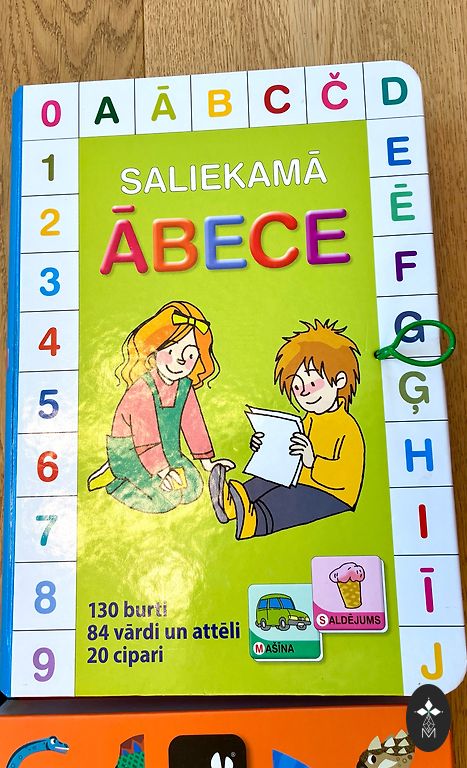 0 A Ā B C Č D
1
2
3
4
5
6
7
8
9
E
Ē
F
G
Ģ
H
I
Ī
J
SALIEKAMĀ
ĀBECE
130 burti
84 vārdi un attēli
20 cipari
MAŠĪNA
SALDĒJUMS
M